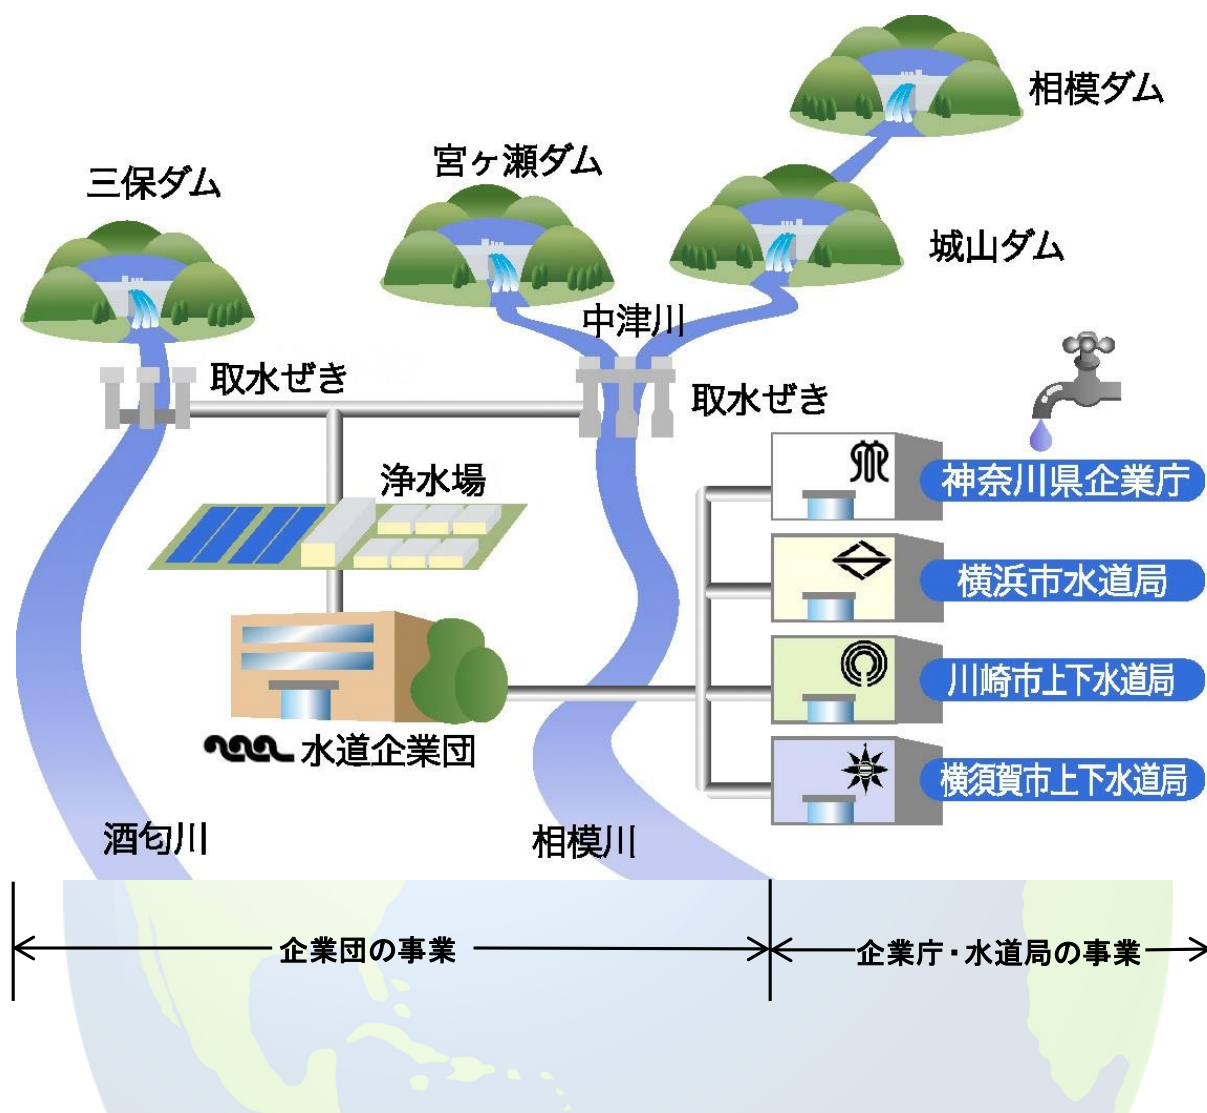 相模ダム
宮ヶ瀬ダム
三保ダム
城山ダム
中津川
取水ぜき
取水ぜき
浄水場
神奈川県企業庁
横浜市水道局
川崎市上下水道局
水道企業団
横須賀市上下水道局
酒匂川
相模川
企業団の事業
企業庁・水道局の事業